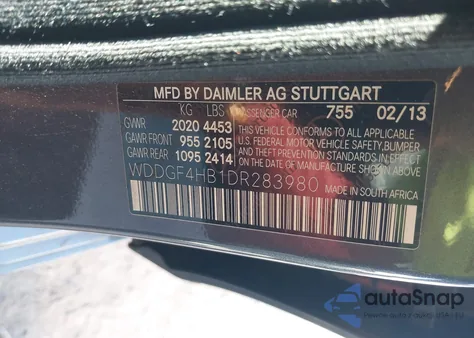 MFD BY DAIMLER AG STUTTGART
KG LBS PASSENGER CAR 755 02/13
GVWR 2020 4453 THIS VEHICLE CONFORMS TO ALL APPLICABLE
GAWR FRONT 955 2105 U.S. FEDERAL MOTOR VEHICLE SAFETY, BUMPER
GAWR REAR 1095 2414 AND THEFT PREVENTION STANDARDS IN EFFECT
ON THE DATE OF MANUFACTURE SHOWN ABOVE.
WDDGF4HB1DR283980 MADE IN SOUTH AFRICA
autoSnap